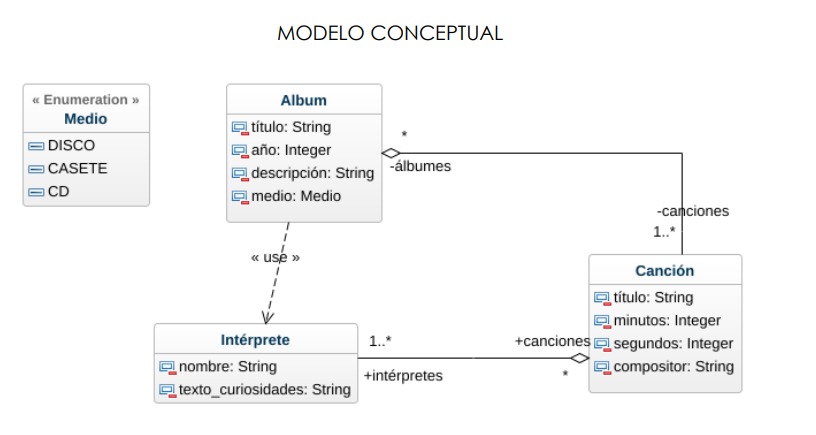 MODELO CONCEPTUAL
« Enumeration »
Medio
DISCO
CASETE
CD
Album
título: String
año: Integer
descripción: String
medio: Medio
*
-álbumes
-canciones
1..*
« use »
Canción
título: String
minutos: Integer
segundos: Integer
compositor: String
Intérprete
nombre: String
texto_curiosidades: String
1..*
+intérpretes
+canciones
*